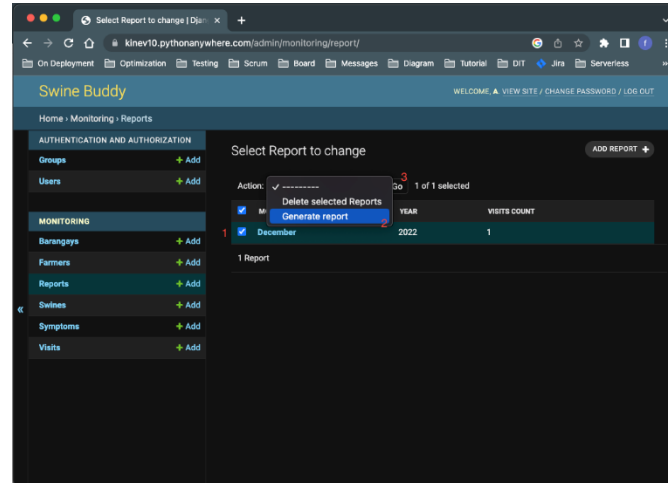 Select Report to change | Djan
kinev10.pythonanywhere.com/admin/monitoring/report/
On Deployment Optimization Testing Scrum Board Messages Diagram Tutorial DIT Jira Serverless
Swine Buddy
WELCOME, A. VIEW SITE / CHANGE PASSWORD / LOG OUT
Home › Monitoring › Reports
AUTHENTICATION AND AUTHORIZATION
Groups + Add
Users + Add
MONITORING
Barangays + Add
Farmers + Add
Reports + Add
Swines + Add
Symptoms + Add
Visits + Add
Select Report to change
ADD REPORT +
Action: ✓ --------- Go 3 1 of 1 selected
Delete selected Reports
Generate report 2
YEAR VISITS COUNT
1 December 2022 1
1 Report